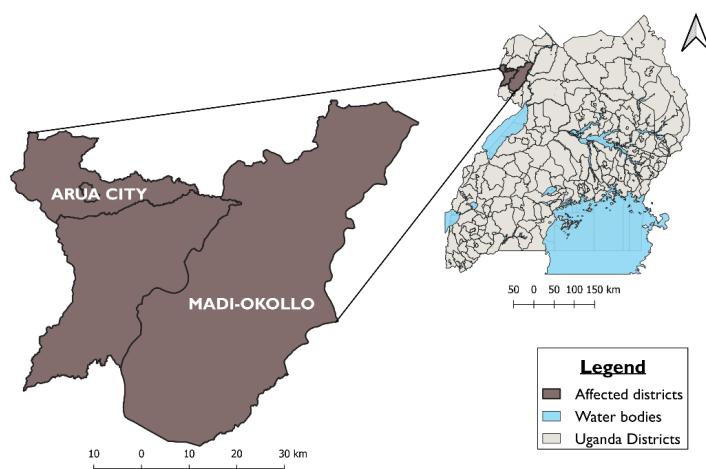 ARUA CITY
MADI-OKOLLO
50 0 50 100 150 km
Legend
Affected districts
Water bodies
Uganda Districts
10 0 10 20 30 km